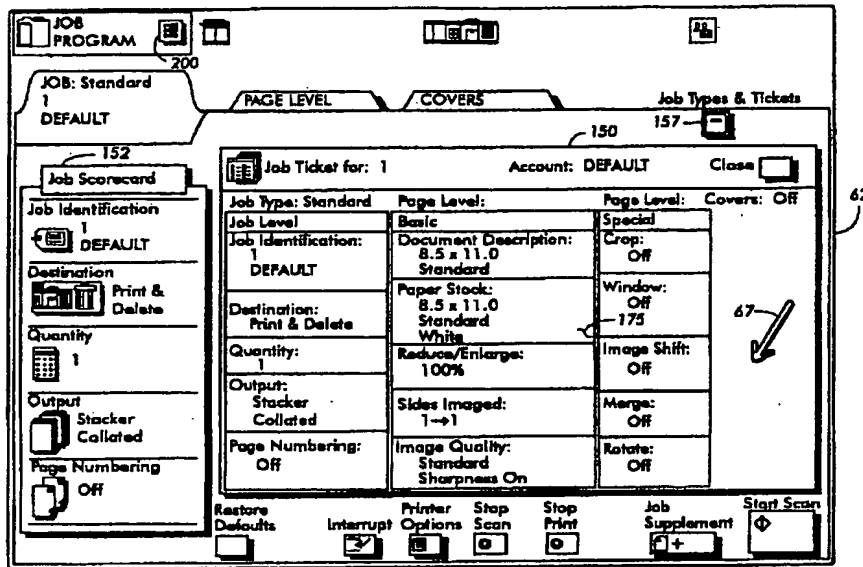 JOB
PROGRAM
200
JOB: Standard
1
DEFAULT
PAGE LEVEL
COVERS
Job Types & Tickets
157
150
62
152
Job Scorecard
Job Identification
1
DEFAULT
Destination
Print &
Delete
Quantity
1
Output
Stacker
Collated
Page Numbering
Off
Job Ticket for: 1
Account: DEFAULT
Close
Job Type: Standard
Job Level
Job Identification:
1
DEFAULT
Destination:
Print & Delete
Quantity:
1
Output:
Stacker
Collated
Page Numbering:
Off
Page Level:
Basic
Document Description:
8.5 x 11.0
Standard
Paper Stock:
8.5 x 11.0
Standard
White
175
Reduce/Enlarge:
100%
Sides Imaged:
1→1
Image Quality:
Standard
Sharpness On
Page Level:
Special
Crop:
Off
Window:
Off
Image Shift:
Off
Merge:
Off
Rotate:
Off
Covers: Off
67
Restore
Defaults
Interrupt
Printer
Options
Stop
Scan
Stop
Print
Job
Supplement
Start Scan